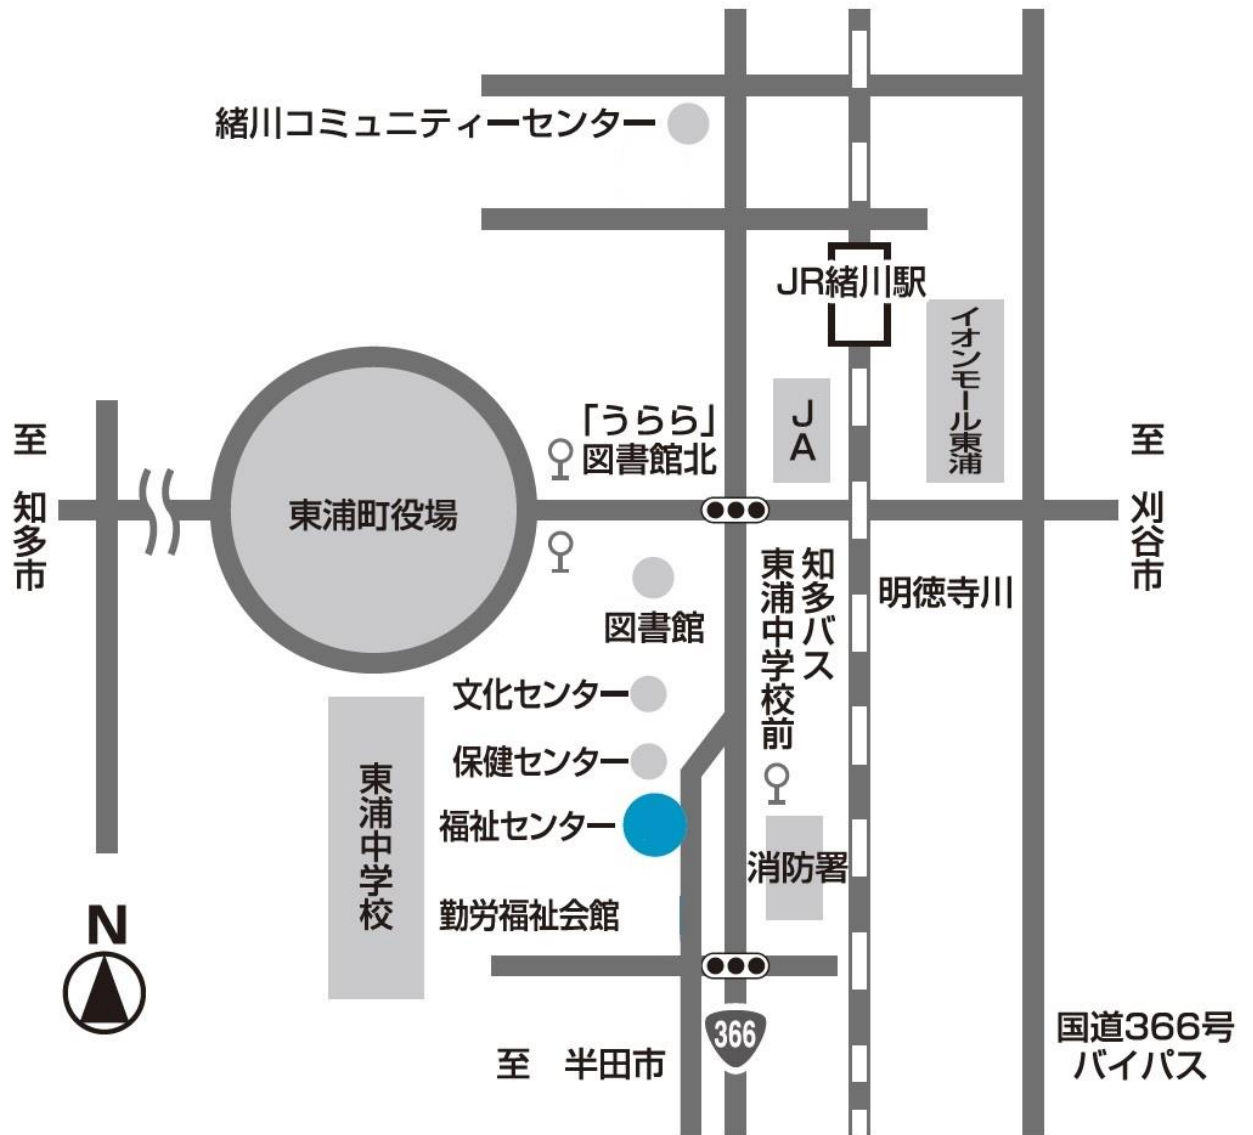 緒川コミュニティーセンター
JR緒川駅
イオンモール東浦
JA
「うらら」
図書館北
至 知多市
東浦町役場
至 刈谷市
図書館
知多バス
東浦中学校前
明徳寺川
文化センター
保健センター
福祉センター
東浦中学校
消防署
勤労福祉会館
N
366
至 半田市
国道366号
バイパス